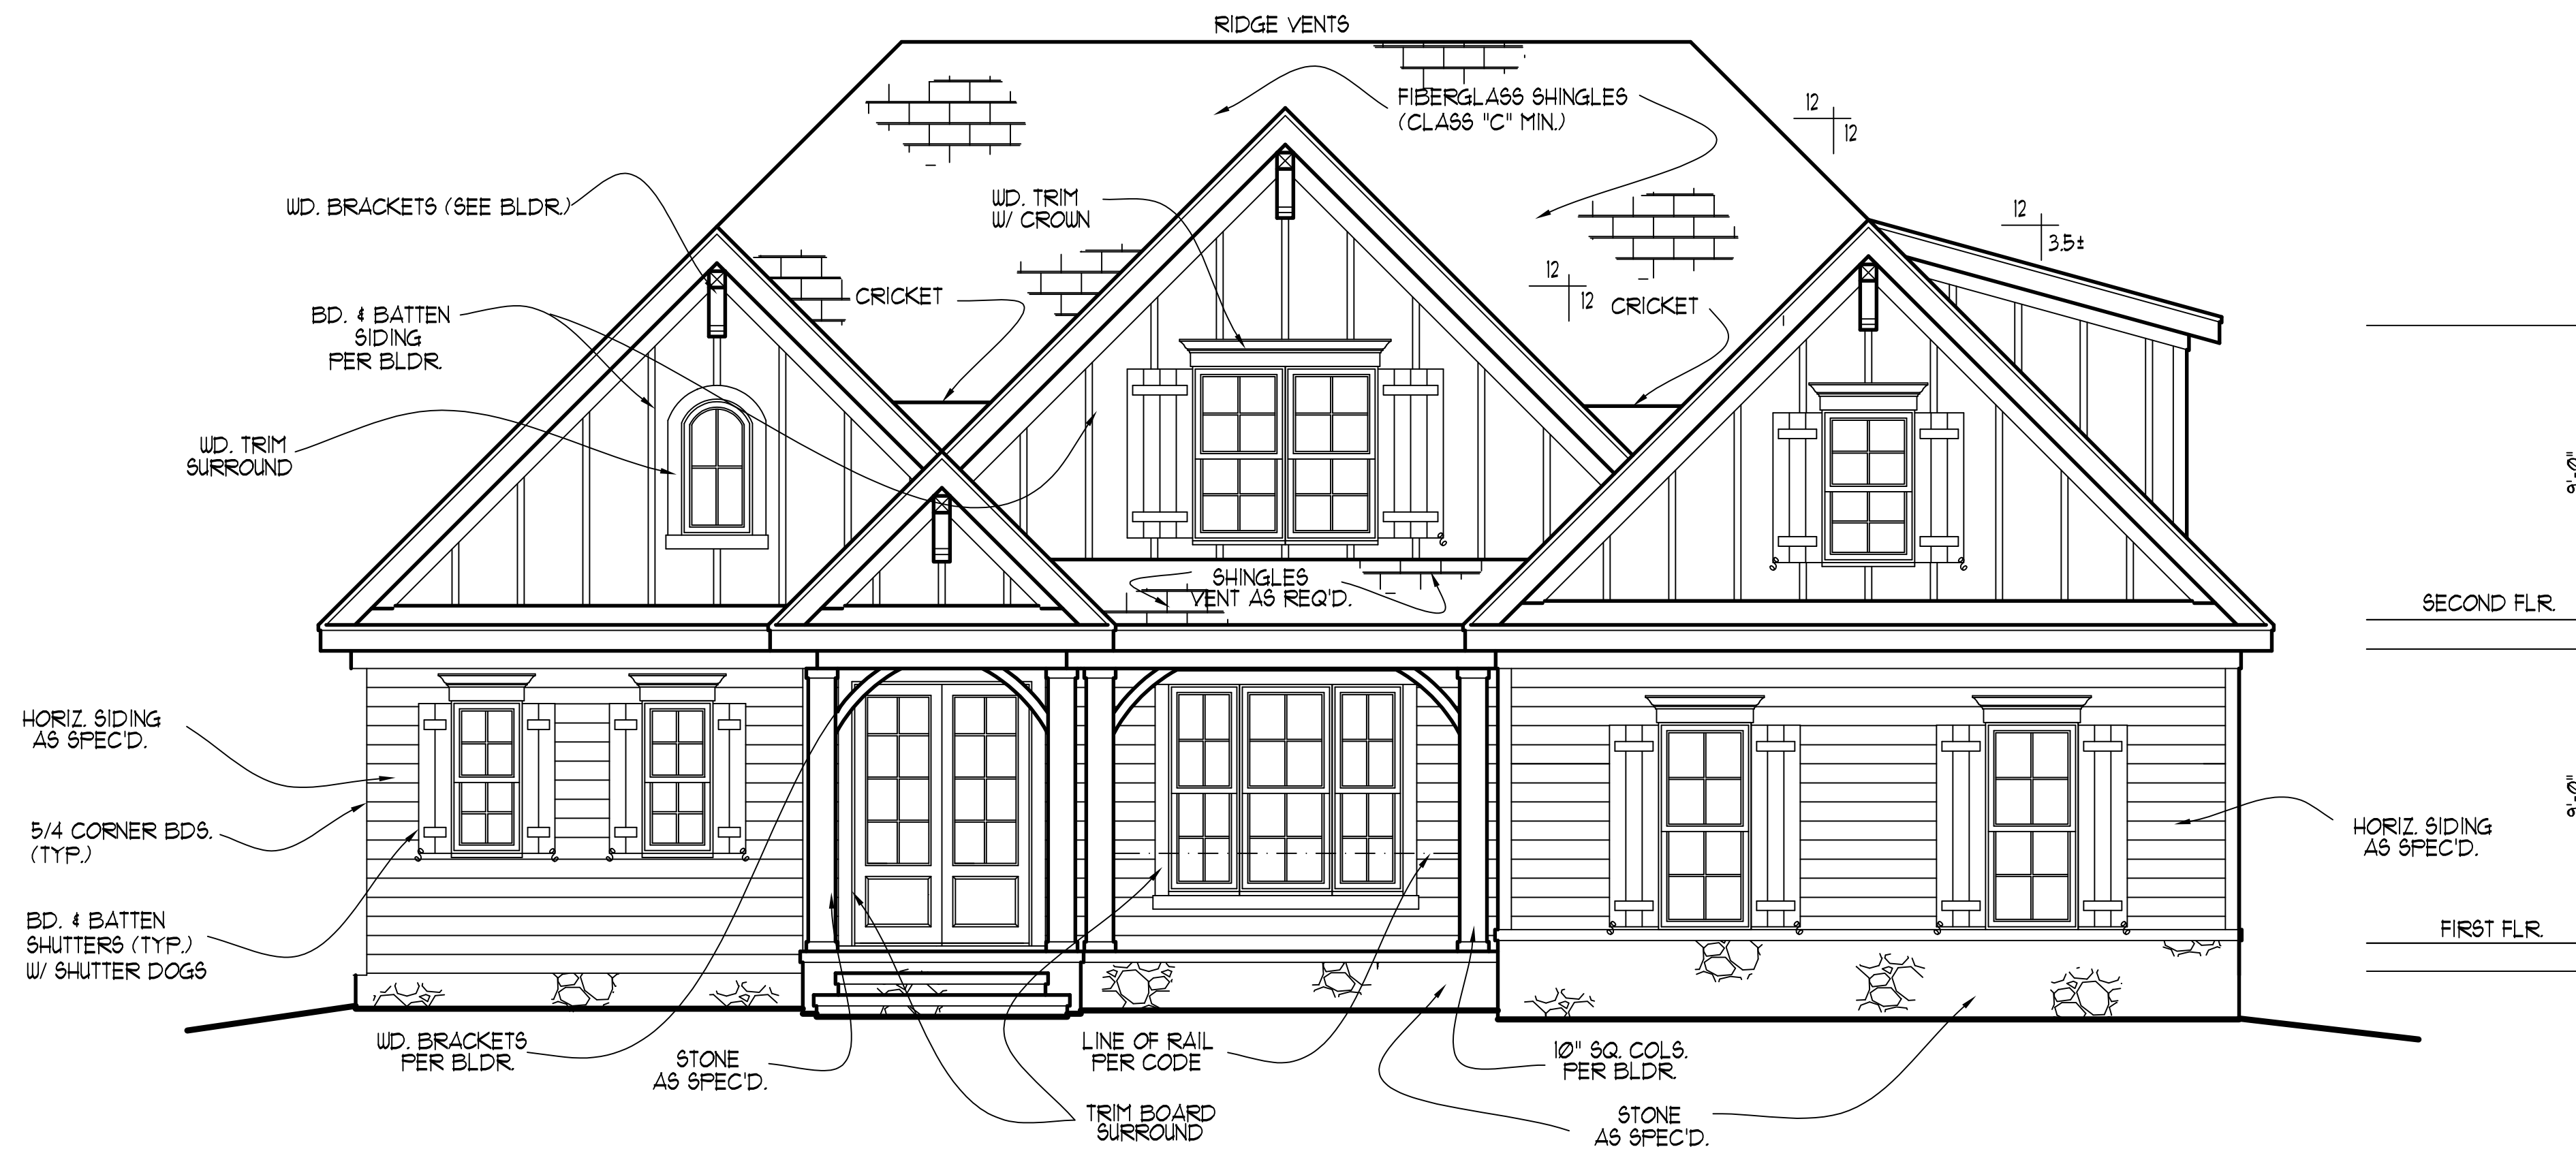 RIDGE VENTS
FIBERGLASS SHINGLES
(CLASS "C" MIN.)
12
12
WD. BRACKETS (SEE BLDR.)
WD. TRIM
W/ CROWN
12
3.5±
BD. & BATTEN
SIDING
PER BLDR.
CRICKET
12
12
CRICKET
WD. TRIM
SURROUND
9'-0"
SHINGLES
VENT AS REQ'D.
SECOND FLR.
HORIZ. SIDING
AS SPEC'D.
5/4 CORNER BDS.
(TYP.)
9'-0"
HORIZ. SIDING
AS SPEC'D.
BD. & BATTEN
SHUTTERS (TYP.)
W/ SHUTTER DOGS
FIRST FLR.
WD. BRACKETS
PER BLDR.
STONE
AS SPEC'D.
LINE OF RAIL
PER CODE
10" SQ. COLS.
PER BLDR.
TRIM BOARD
SURROUND
STONE
AS SPEC'D.